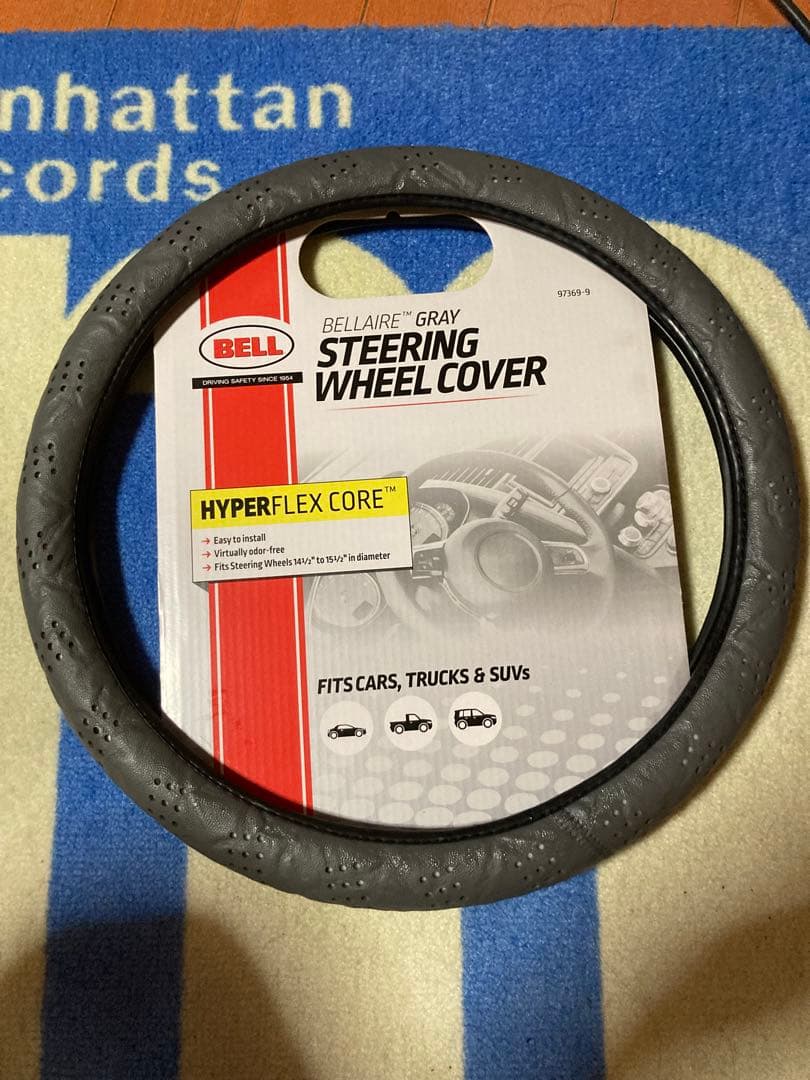 nhattan
cords
97369-9
BELLAIRE™ GRAY
STEERING
WHEEL COVER
BELL
DRIVING SAFETY SINCE 1954
HYPERFLEX CORE™
→ Easy to install
→ Virtually odor-free
→ Fits Steering Wheels 14½" to 15½" in diameter
FITS CARS, TRUCKS & SUVs